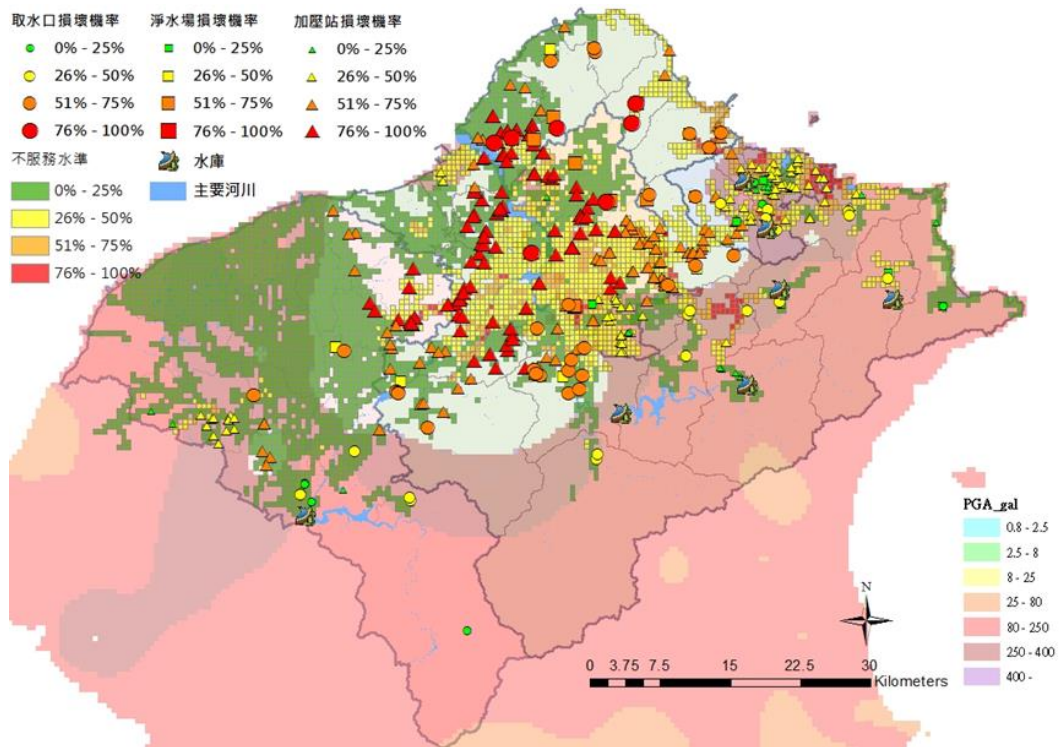 取水口損壞機率 淨水場損壞機率 加壓站損壞機率
0% - 25% 0% - 25% 0% - 25%
26% - 50% 26% - 50% 26% - 50%
51% - 75% 51% - 75% 51% - 75%
76% - 100% 76% - 100% 76% - 100%
不服務水準 水庫
0% - 25% 主要河川
26% - 50%
51% - 75%
76% - 100%
PGA_gal
0.8 - 2.5
2.5 - 8
8 - 25
25 - 80
80 - 250
250 - 400
400 -
N
0 3.75 7.5 15 22.5 30
Kilometers